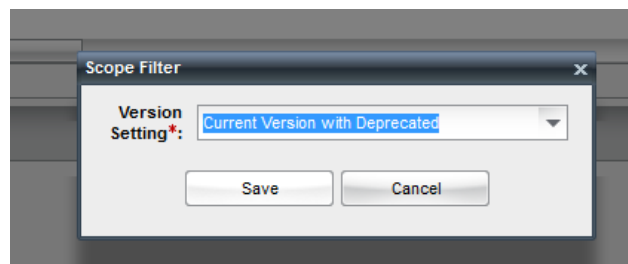 Scope Filter x
Version
Setting*:
Current Version with Deprecated
Save Cancel